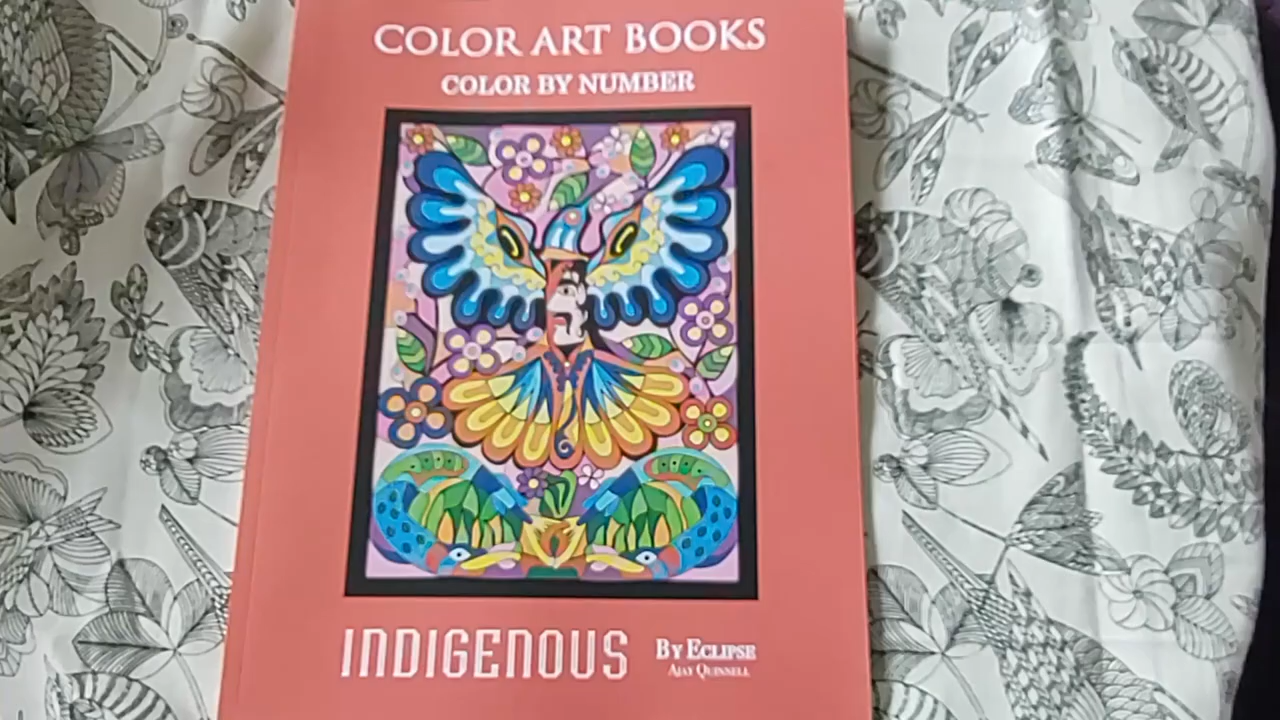 COLOR ART BOOKS
COLOR BY NUMBER
INDIGENOUS
BY ECLIPSE
AJAY QUINNELL